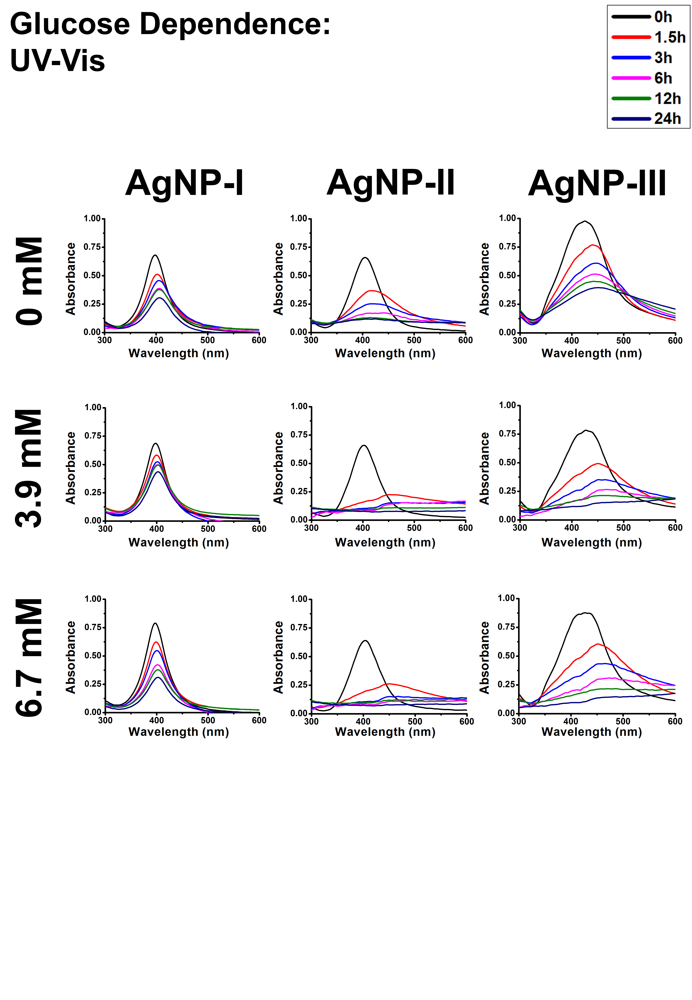 Glucose Dependence:
UV-Vis
0h
1.5h
3h
6h
12h
24h
AgNP-I
AgNP-II
AgNP-III
0 mM
Absorbance
1.00
0.75
0.50
0.25
0.00
300
400
500
600
Wavelength (nm)
Absorbance
1.00
0.75
0.50
0.25
0.00
300
400
500
600
Wavelength (nm)
Absorbance
1.00
0.75
0.50
0.25
0.00
300
400
500
600
Wavelength (nm)
3.9 mM
Absorbance
1.00
0.75
0.50
0.25
0.00
300
400
500
600
Wavelength (nm)
Absorbance
1.00
0.75
0.50
0.25
0.00
300
400
500
600
Wavelength (nm)
Absorbance
1.00
0.75
0.50
0.25
0.00
300
400
500
600
Wavelength (nm)
6.7 mM
Absorbance
1.00
0.75
0.50
0.25
0.00
300
400
500
600
Wavelength (nm)
Absorbance
1.00
0.75
0.50
0.25
0.00
300
400
500
600
Wavelength (nm)
Absorbance
1.00
0.75
0.50
0.25
0.00
300
400
500
600
Wavelength (nm)